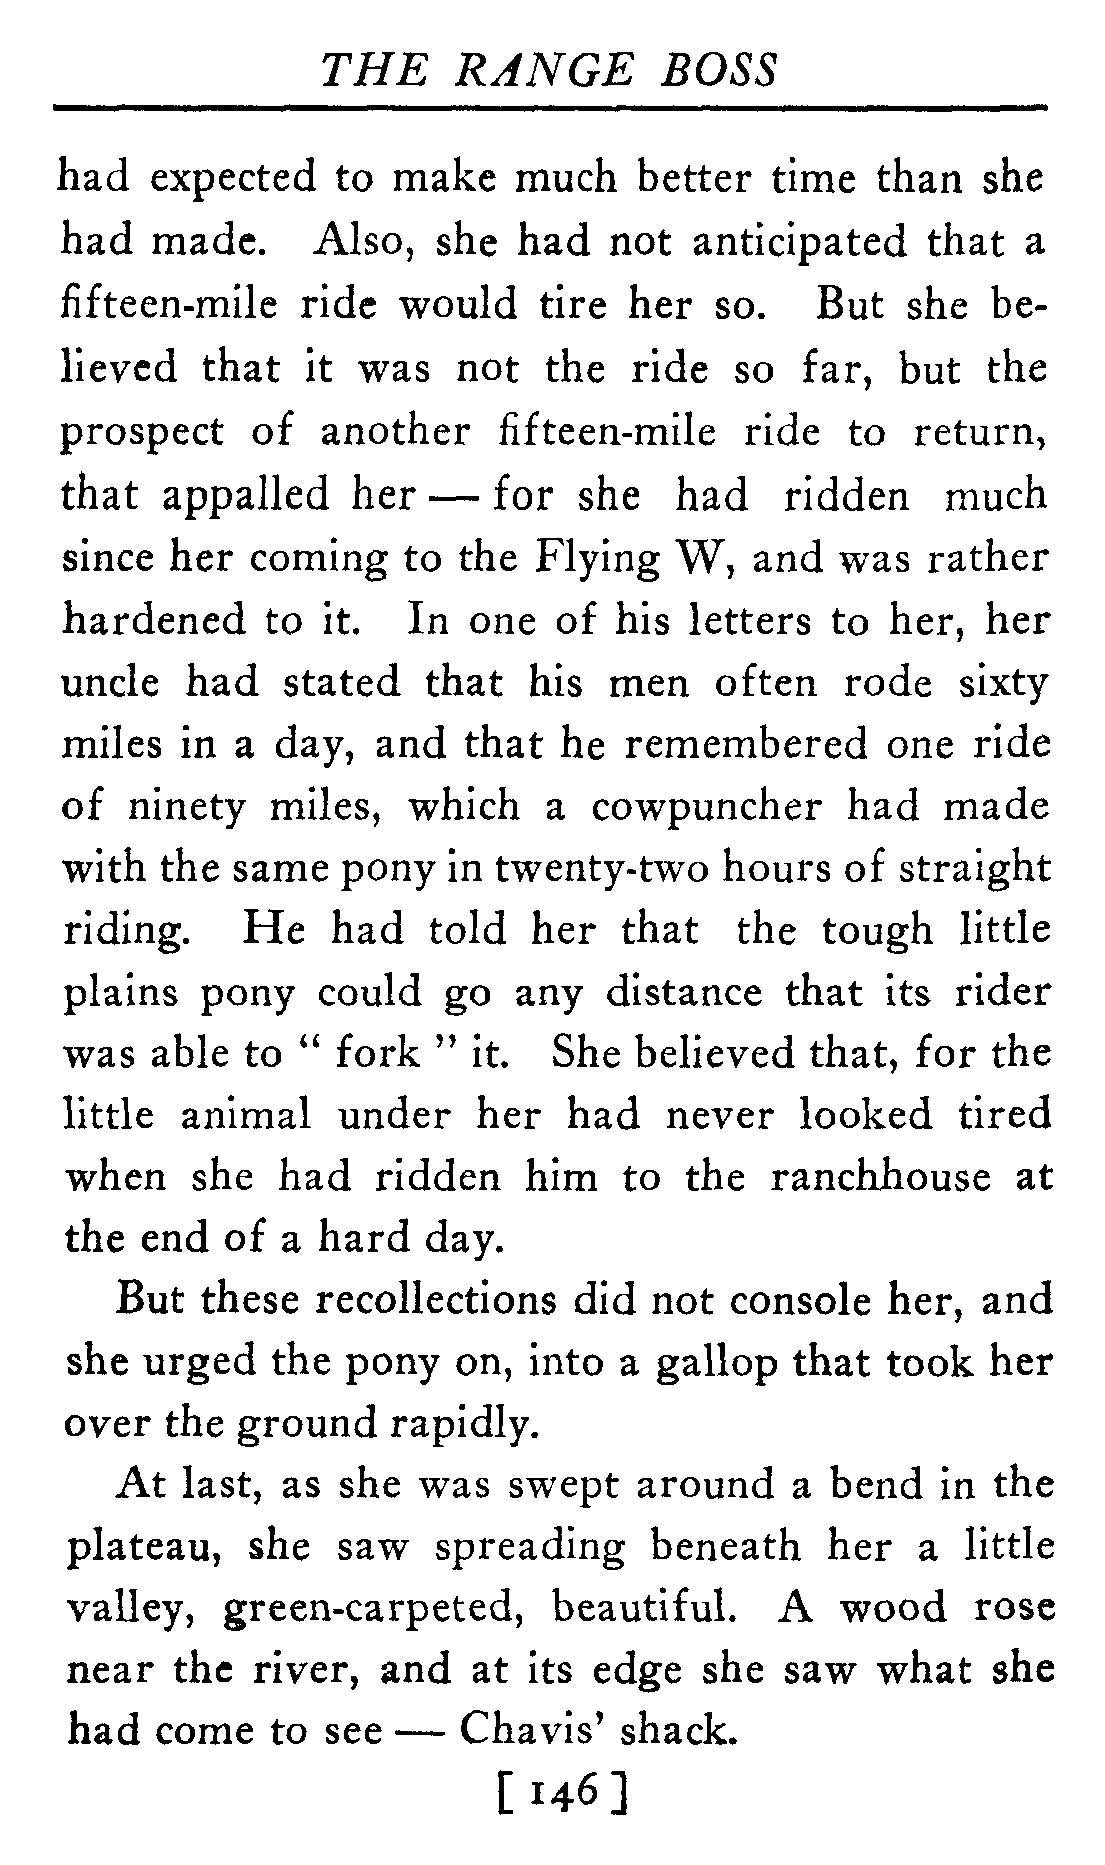 THE RANGE BOSS
had expected to make much better time than she
had made. Also, she had not anticipated that a
fifteen-mile ride would tire her so. But she be-
lieved that it was not the ride so far, but the
prospect of another fifteen-mile ride to return,
that appalled her — for she had ridden much
since her coming to the Flying W, and was rather
hardened to it. In one of his letters to her, her
uncle had stated that his men often rode sixty
miles in a day, and that he remembered one ride
of ninety miles, which a cowpuncher had made
with the same pony in twenty-two hours of straight
riding. He had told her that the tough little
plains pony could go any distance that its rider
was able to “ fork ” it. She believed that, for the
little animal under her had never looked tired
when she had ridden him to the ranchhouse at
the end of a hard day.
But these recollections did not console her, and
she urged the pony on, into a gallop that took her
over the ground rapidly.
At last, as she was swept around a bend in the
plateau, she saw spreading beneath her a little
valley, green-carpeted, beautiful. A wood rose
near the river, and at its edge she saw what she
had come to see — Chavis’ shack.
[ 146 ]